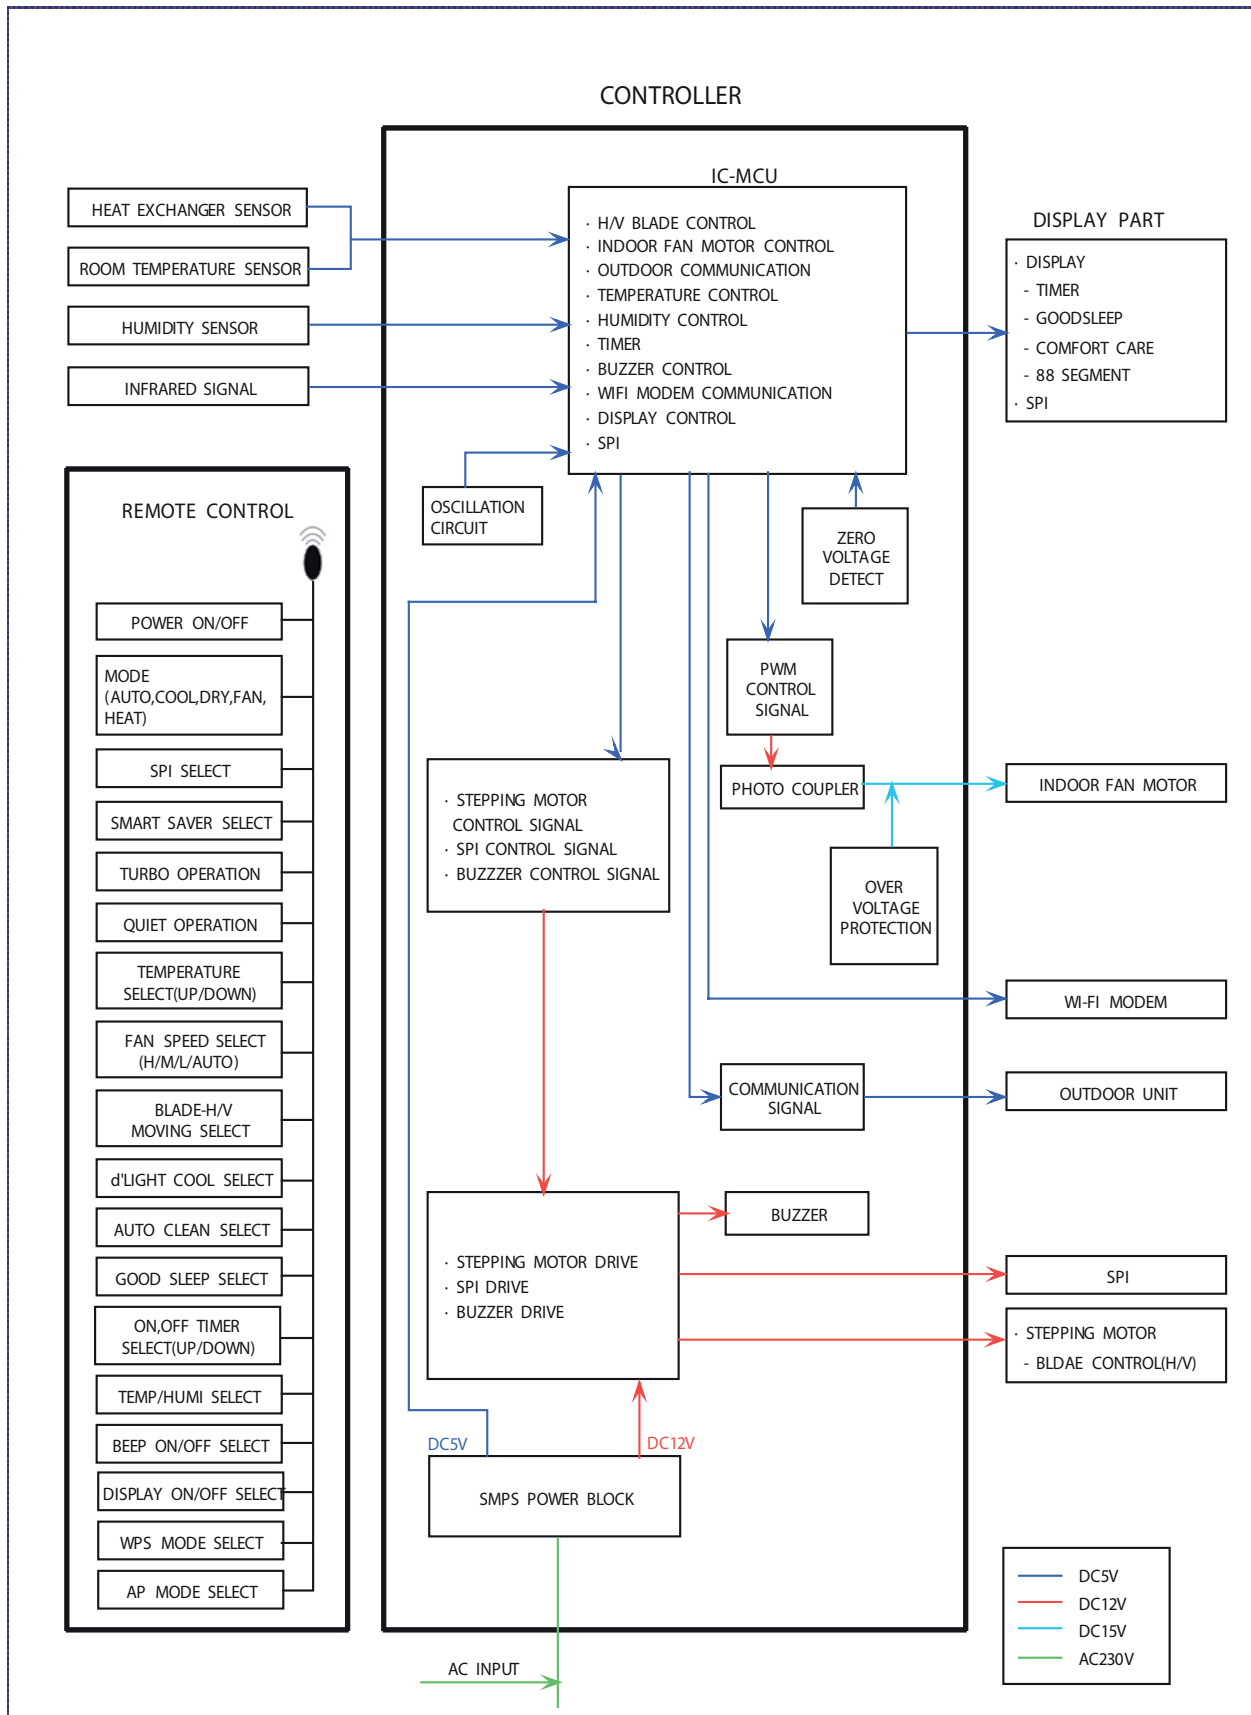 CONTROLLER
IC-MCU
· H/V BLADE CONTROL
· INDOOR FAN MOTOR CONTROL
· OUTDOOR COMMUNICATION
· TEMPERATURE CONTROL
· HUMIDITY CONTROL
· TIMER
· BUZZER CONTROL
· WIFI MODEM COMMUNICATION
· DISPLAY CONTROL
· SPI
HEAT EXCHANGER SENSOR
ROOM TEMPERATURE SENSOR
HUMIDITY SENSOR
INFRARED SIGNAL
DISPLAY PART
· DISPLAY
- TIMER
- GOODSLEEP
- COMFORT CARE
- 88 SEGMENT
· SPI
REMOTE CONTROL
POWER ON/OFF
MODE
(AUTO,COOL,DRY,FAN,
HEAT)
SPI SELECT
SMART SAVER SELECT
TURBO OPERATION
QUIET OPERATION
TEMPERATURE
SELECT(UP/DOWN)
FAN SPEED SELECT
(H/M/L/AUTO)
BLADE-H/V
MOVING SELECT
d'LIGHT COOL SELECT
AUTO CLEAN SELECT
GOOD SLEEP SELECT
ON,OFF TIMER
SELECT(UP/DOWN)
TEMP/HUMI SELECT
BEEP ON/OFF SELECT
DISPLAY ON/OFF SELECT
WPS MODE SELECT
AP MODE SELECT
OSCILLATION
CIRCUIT
ZERO
VOLTAGE
DETECT
PWM
CONTROL
SIGNAL
PHOTO COUPLER
OVER
VOLTAGE
PROTECTION
· STEPPING MOTOR
CONTROL SIGNAL
· SPI CONTROL SIGNAL
· BUZZZER CONTROL SIGNAL
COMMUNICATION
SIGNAL
BUZZER
· STEPPING MOTOR DRIVE
· SPI DRIVE
· BUZZER DRIVE
DC5V
DC12V
SMPS POWER BLOCK
AC INPUT
INDOOR FAN MOTOR
WI-FI MODEM
OUTDOOR UNIT
SPI
· STEPPING MOTOR
- BLDAE CONTROL(H/V)
DC5V
DC12V
DC15V
AC230V